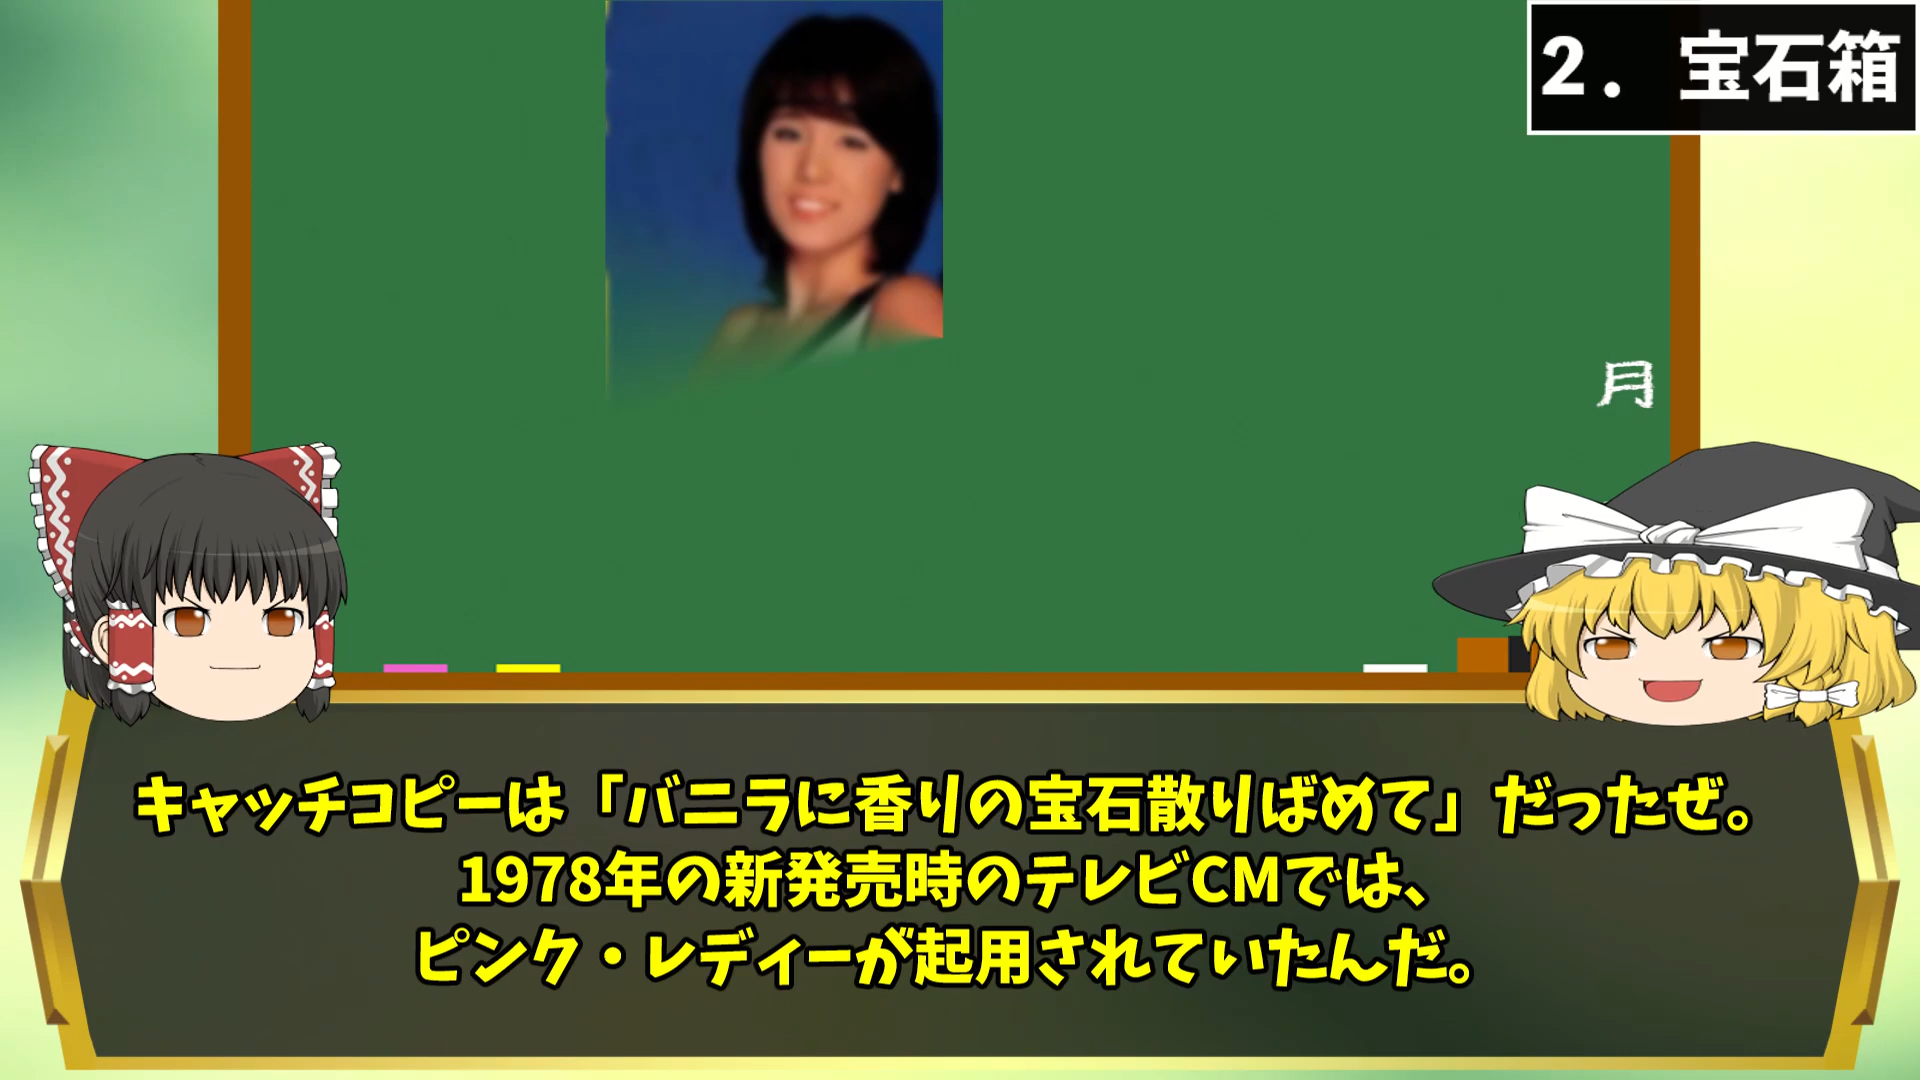 2．宝石箱
月
キャッチコピーは「バニラに香りの宝石散りばめて」だったぜ。
1978年の新発売時のテレビCMでは、
ピンク・レディーが起用されていたんだ。